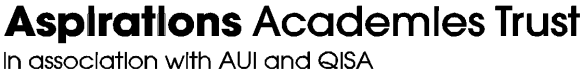 Aspirations Academies Trust
in association with AUI and QISA